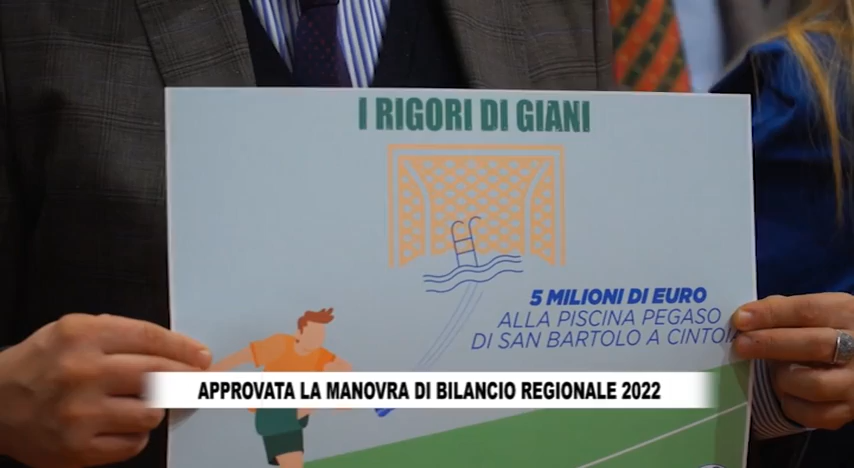 I RIGORI DI GIANI
5 MILIONI DI EURO
ALLA PISCINA PEGASO
DI SAN BARTOLO A
APPROVATA LA MANOVRA DI BILANCIO REGIONALE 2022